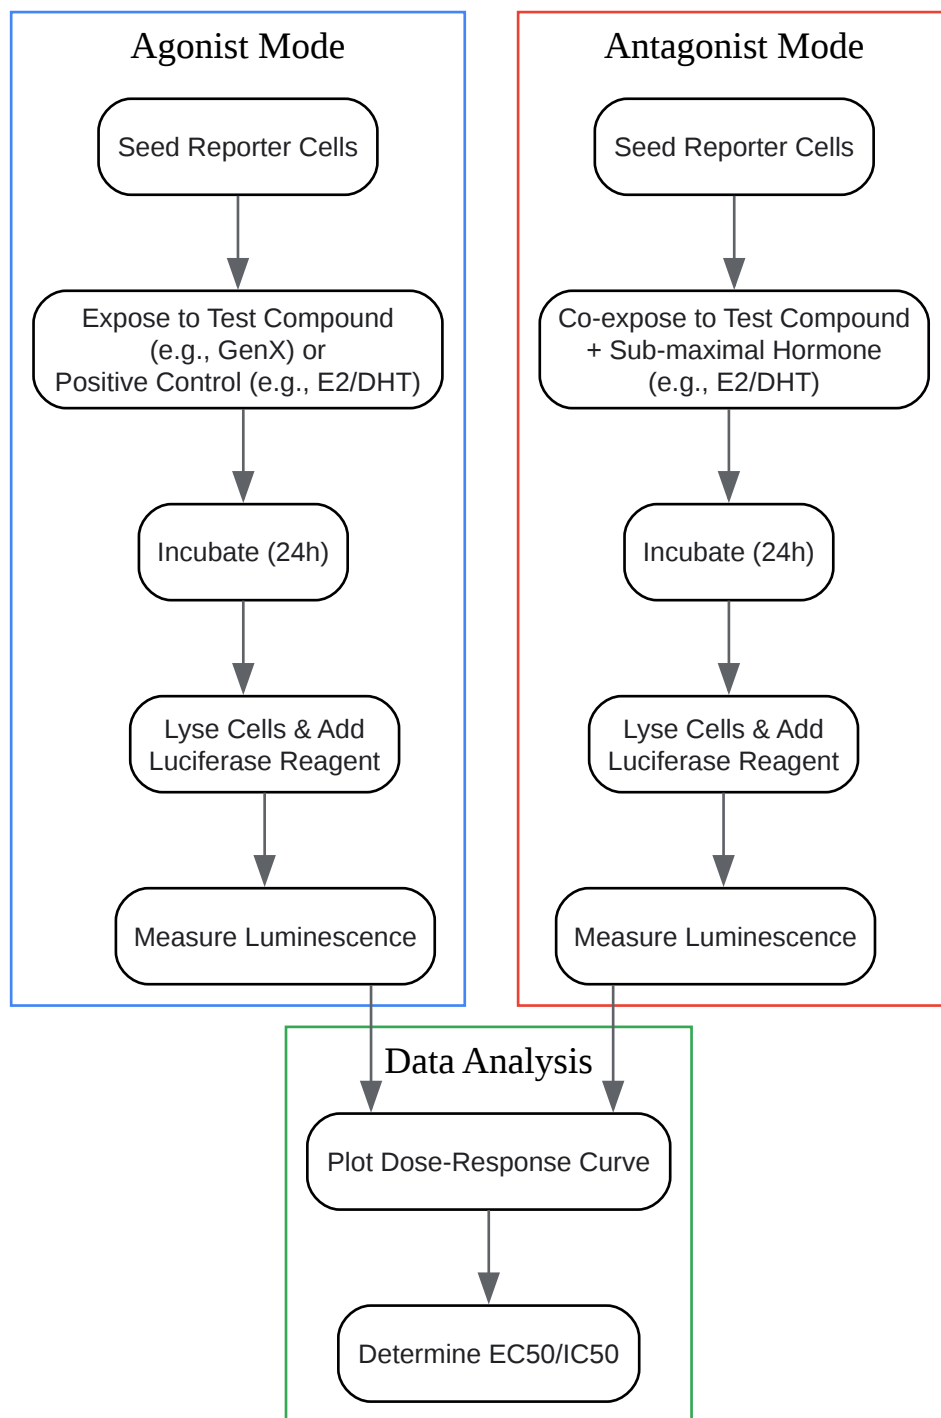 Agonist Mode
Seed Reporter Cells
Expose to Test Compound
(e.g., GenX) or
Positive Control (e.g., E2/DHT)
Incubate (24h)
Lyse Cells & Add
Luciferase Reagent
Measure Luminescence
Antagonist Mode
Seed Reporter Cells
Co-expose to Test Compound
+ Sub-maximal Hormone
(e.g., E2/DHT)
Incubate (24h)
Lyse Cells & Add
Luciferase Reagent
Measure Luminescence
Data Analysis
Plot Dose-Response Curve
Determine EC50/IC50